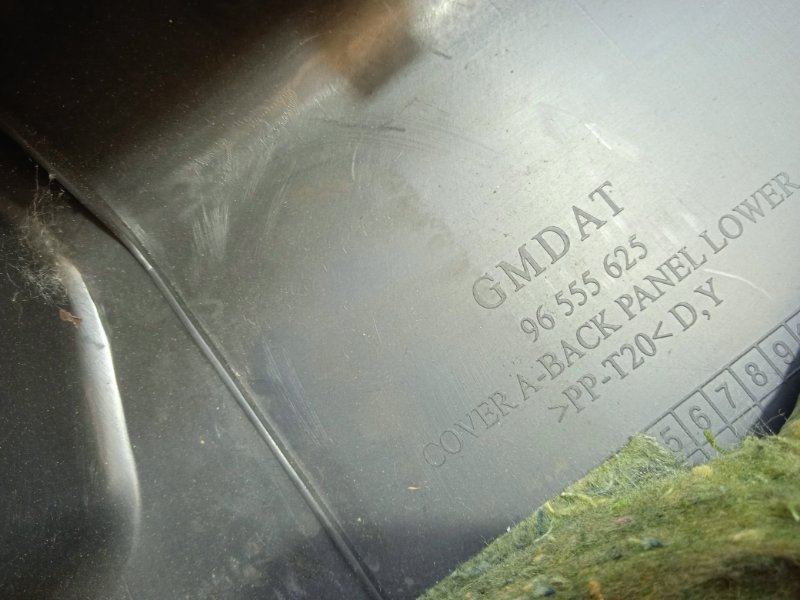 GMDAT
96 555 625
COVER A-BACK PANEL LOWER
>PP-T20< D,Y
5 6 7 8 9